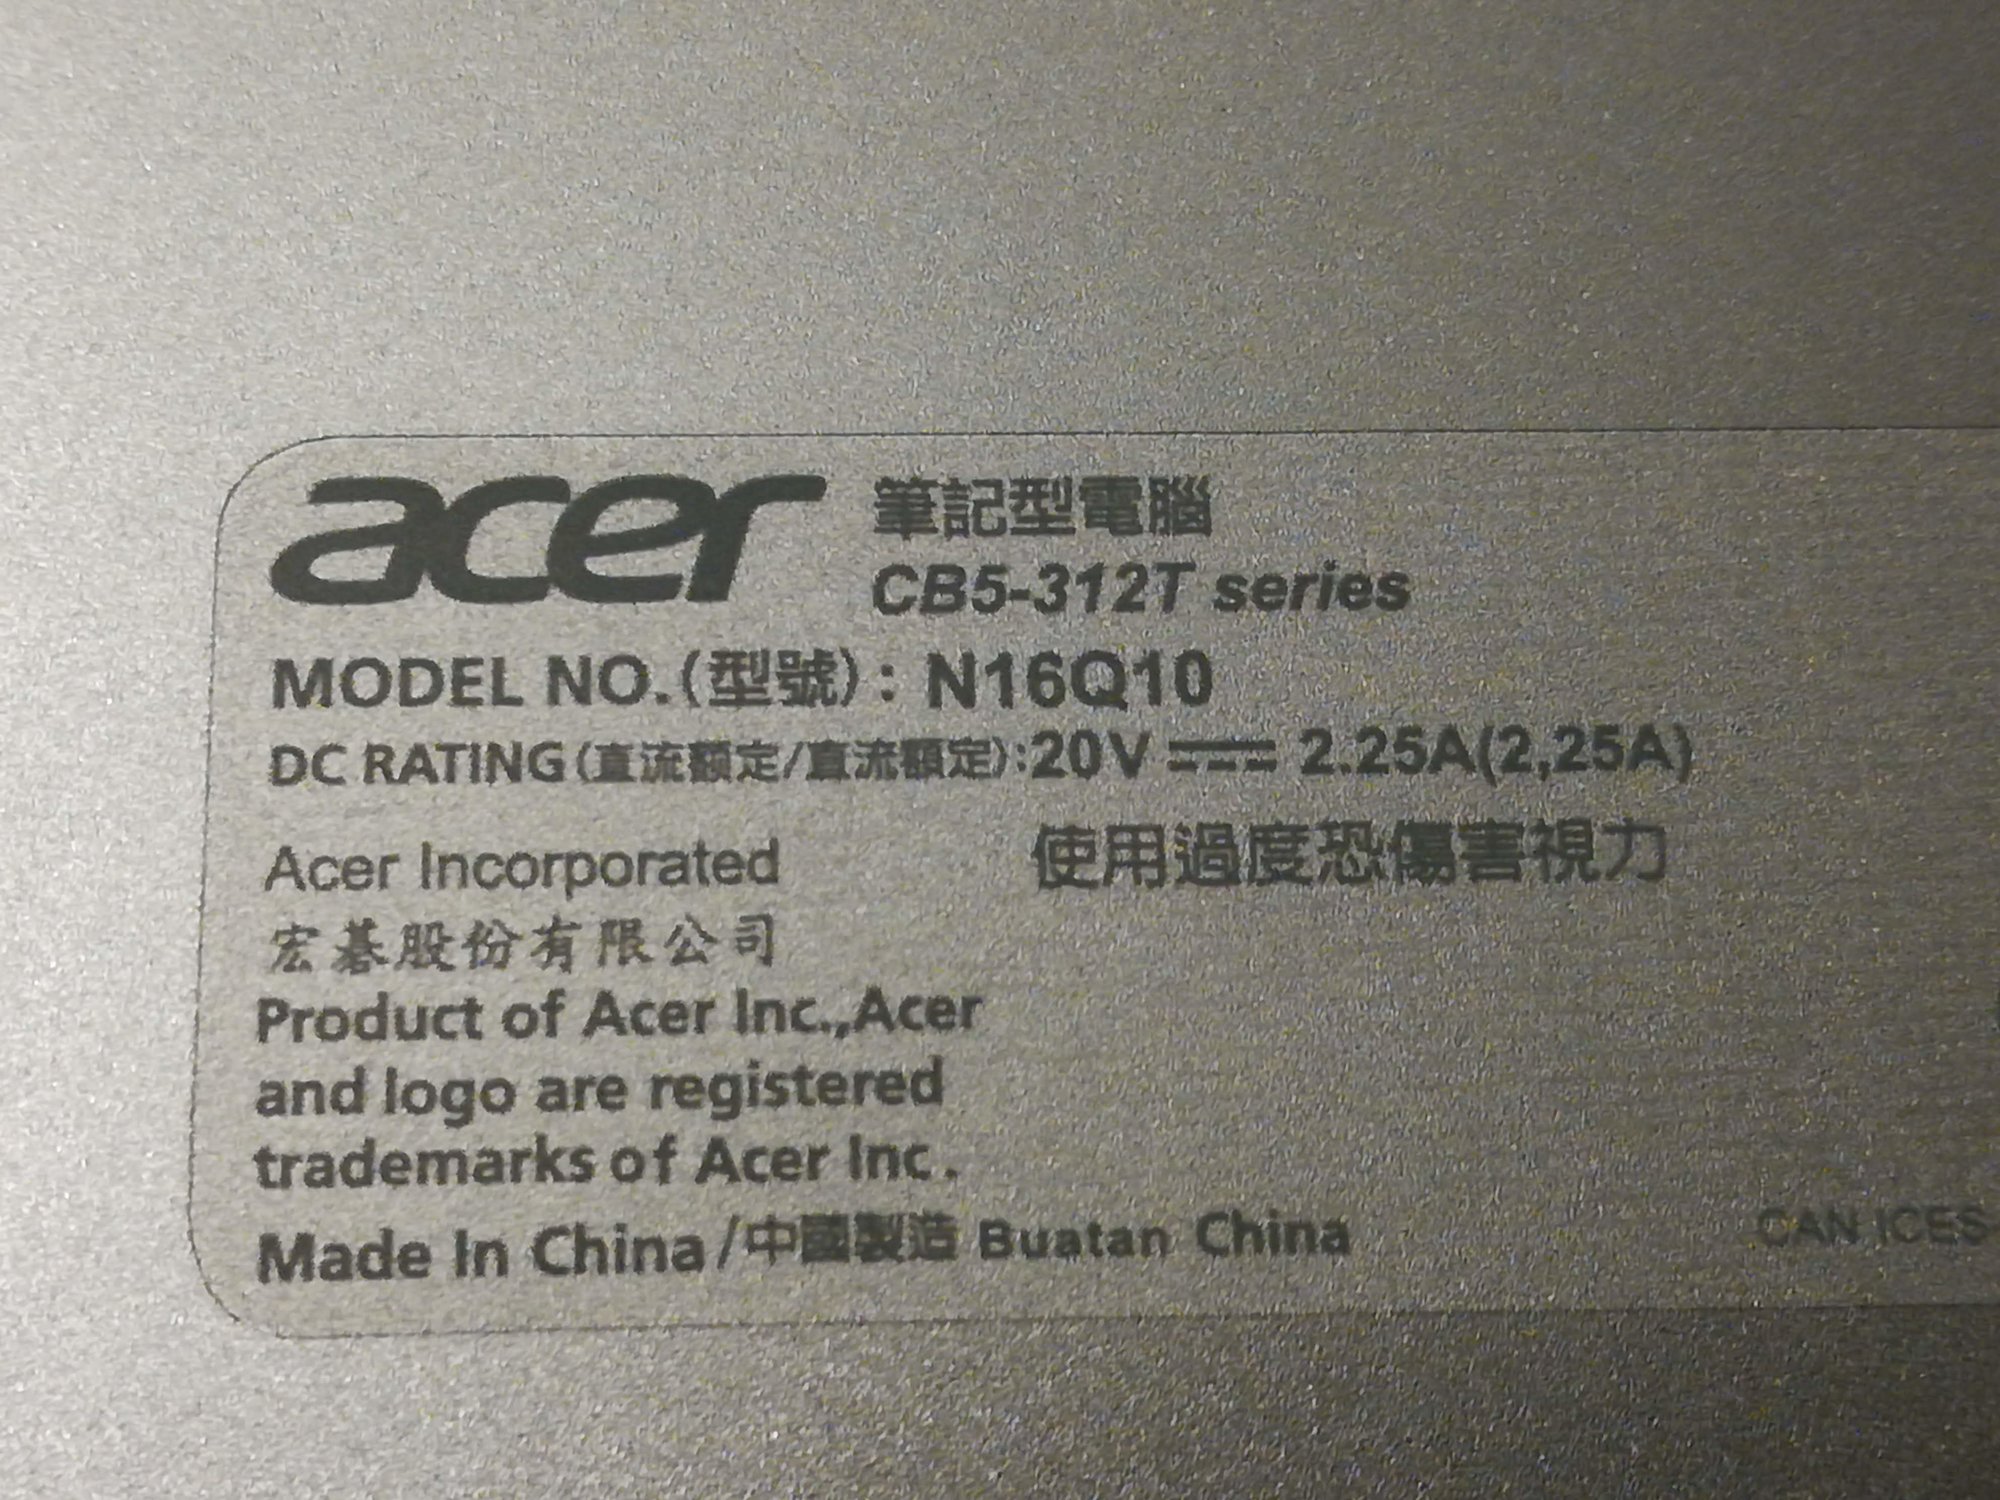 acer 筆記型電腦
CB5-312T series
MODEL NO.(型號): N16Q10
DC RATING(直流额定/直流額定):20V ⎓ 2.25A(2,25A)
Acer Incorporated 使用過度恐傷害視力
宏碁股份有限公司
Product of Acer Inc.,Acer
and logo are registered
trademarks of Acer Inc.
Made In China/中國製造 Buatan China
CAN ICES-